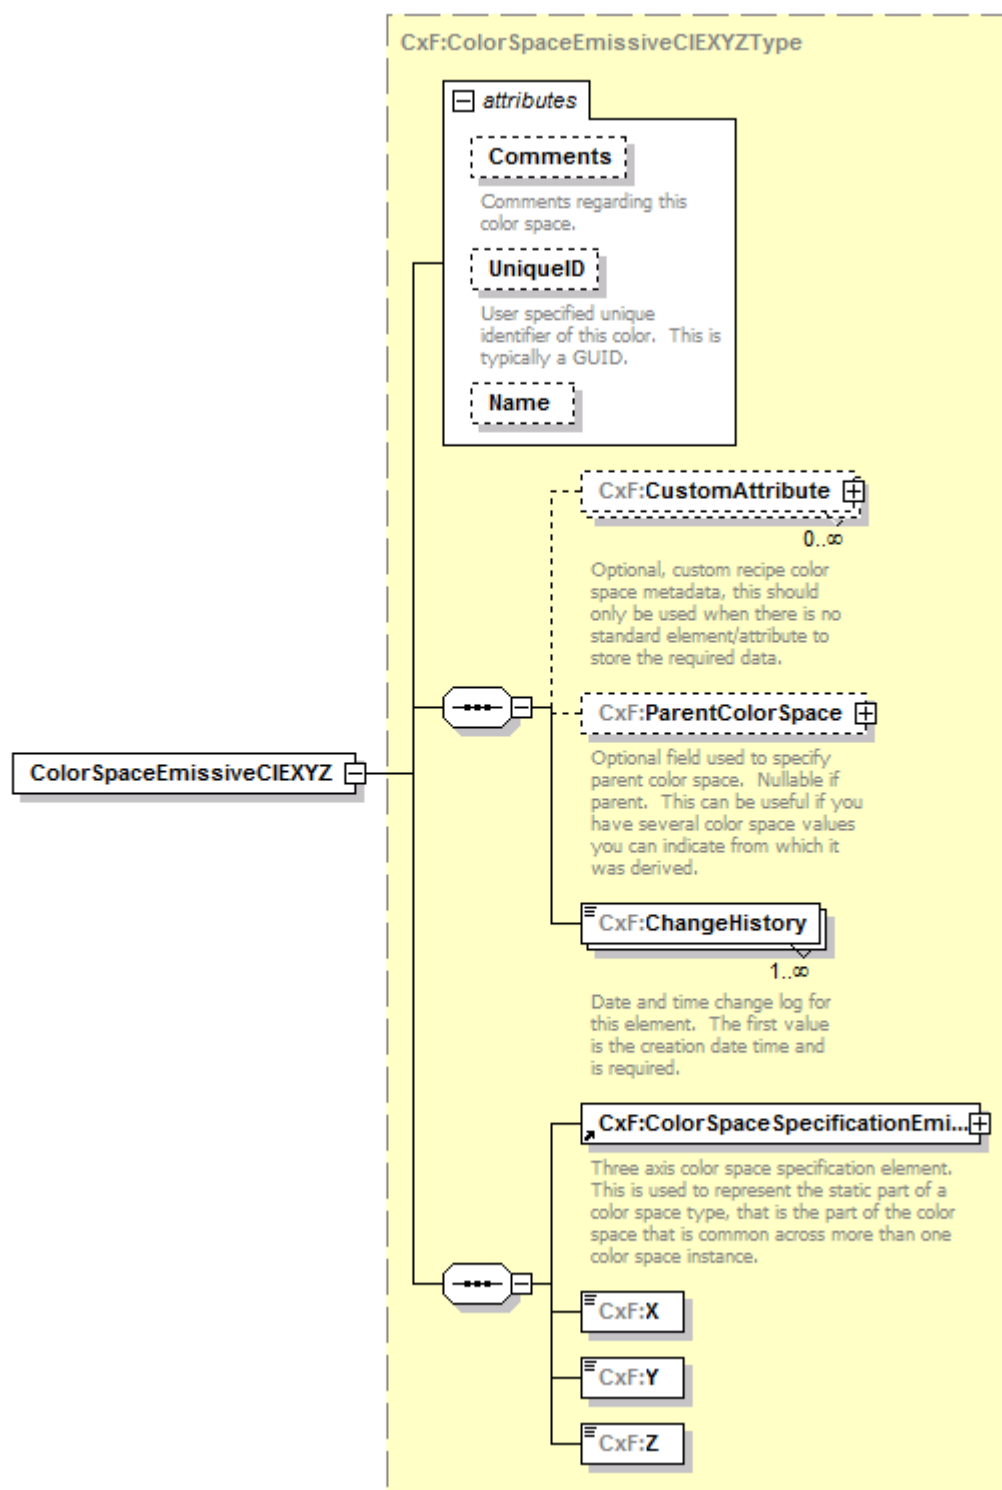 CxF:ColorSpaceEmissiveCIEXYZType
attributes
Comments
Comments regarding this
color space.
UniqueID
User specified unique
identifier of this color.  This is
typically a GUID.
Name
CxF:CustomAttribute
0..∞
Optional, custom recipe color
space metadata, this should
only be used when there is no
standard element/attribute to
store the required data.
CxF:ParentColorSpace
Optional field used to specify
parent color space.  Nullable if
parent.  This can be useful if you
have several color space values
you can indicate from which it
was derived.
ColorSpaceEmissiveCIEXYZ
CxF:ChangeHistory
1..∞
Date and time change log for
this element.  The first value
is the creation date time and
is required.
CxF:ColorSpaceSpecificationEmi...
Three axis color space specification element.
This is used to represent the static part of a
color space type, that is the part of the color
space that is common across more than one
color space instance.
CxF:X
CxF:Y
CxF:Z